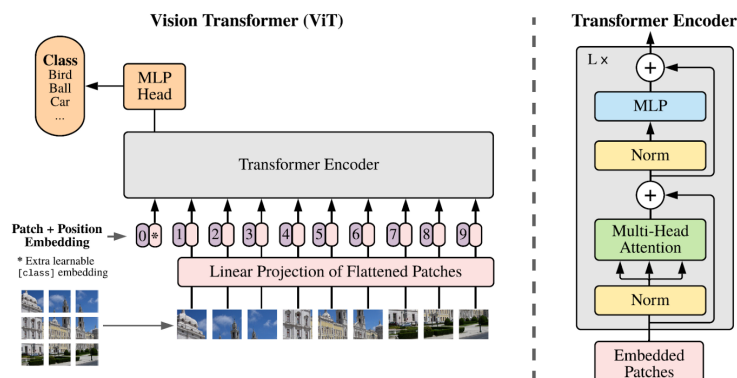 Vision Transformer (ViT)
Class
Bird
Ball
Car
...
MLP
Head
Transformer Encoder
Patch + Position
Embedding
0 * 1 2 3 4 5 6 7 8 9
* Extra learnable
[class] embedding
Linear Projection of Flattened Patches
Transformer Encoder
L x
+
MLP
Norm
+
Multi-Head
Attention
Norm
Embedded
Patches